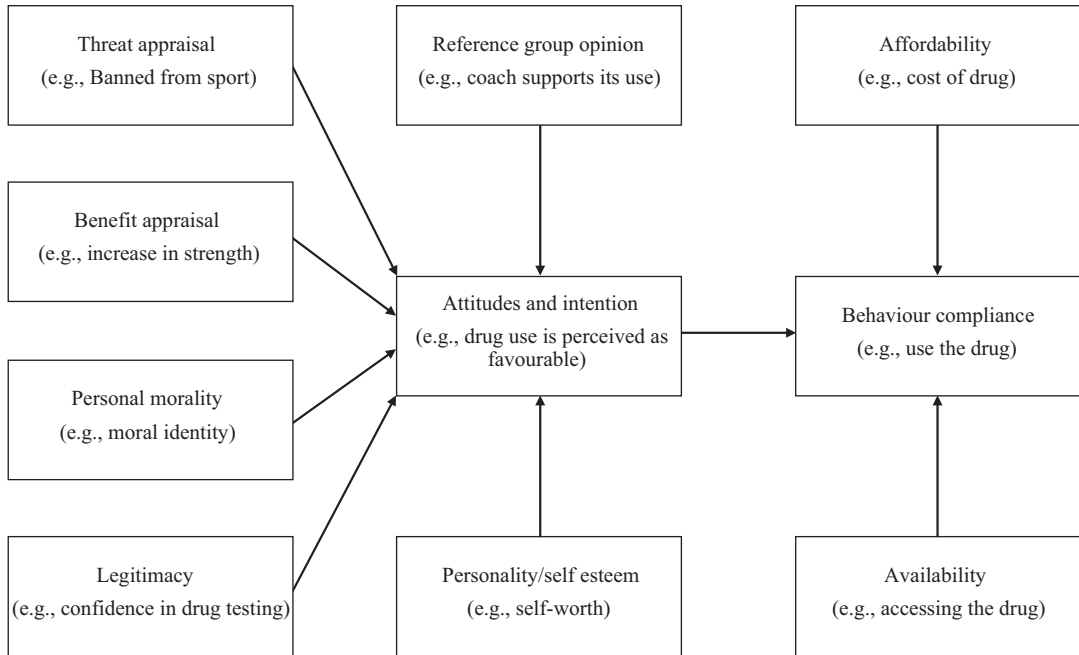 Threat appraisal
(e.g., Banned from sport)
Reference group opinion
(e.g., coach supports its use)
Affordability
(e.g., cost of drug)
Benefit appraisal
(e.g., increase in strength)
Attitudes and intention
(e.g., drug use is perceived as
favourable)
Behaviour compliance
(e.g., use the drug)
Personal morality
(e.g., moral identity)
Legitimacy
(e.g., confidence in drug testing)
Personality/self esteem
(e.g., self-worth)
Availability
(e.g., accessing the drug)